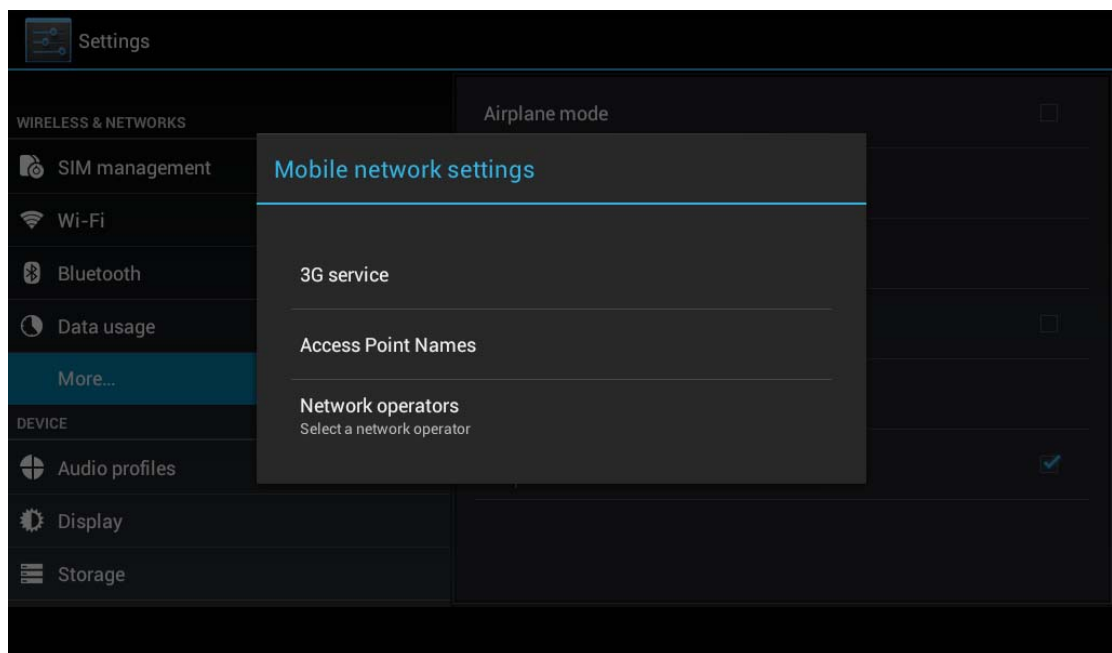 Settings
WIRELESS & NETWORKS
SIM management
Wi-Fi
Bluetooth
Data usage
More...
DEVICE
Audio profiles
Display
Storage
Airplane mode
Mobile network settings
3G service
Access Point Names
Network operators
Select a network operator